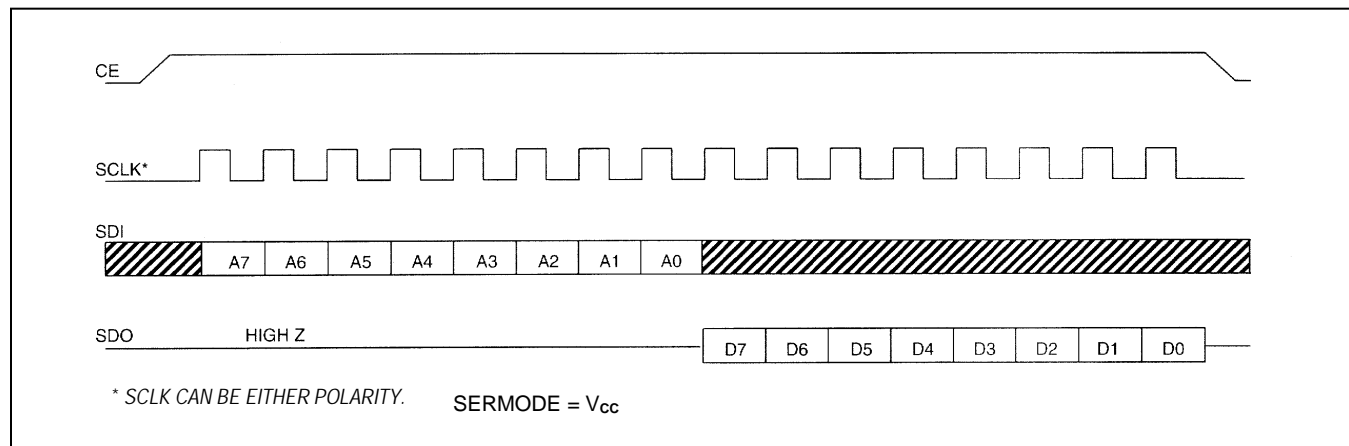 CE
SCLK*
SDI
A7 A6 A5 A4 A3 A2 A1 A0
SDO HIGH Z
D7 D6 D5 D4 D3 D2 D1 D0
* SCLK CAN BE EITHER POLARITY. SERMODE = Vcc